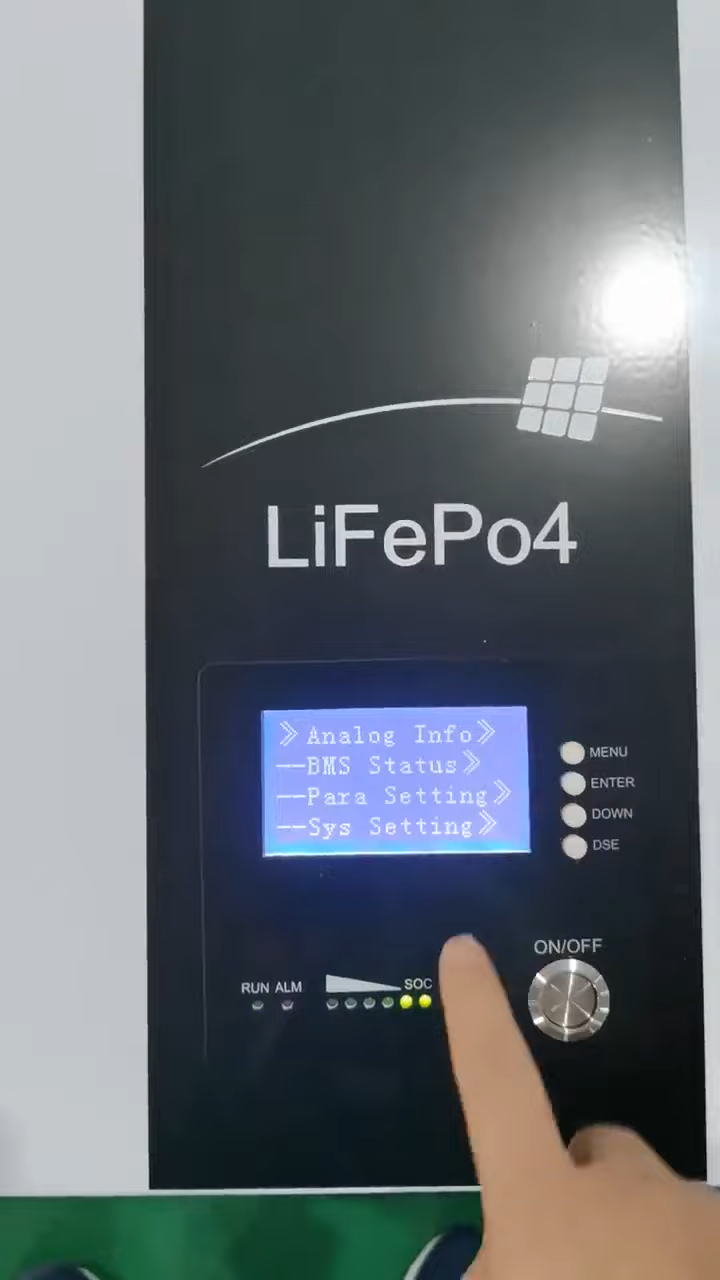 LiFePo4
》Analog Info》
—BMS Status》
—Para Setting》
—Sys Setting》
MENU
ENTER
DOWN
DSE
ON/OFF
RUN ALM
SOC